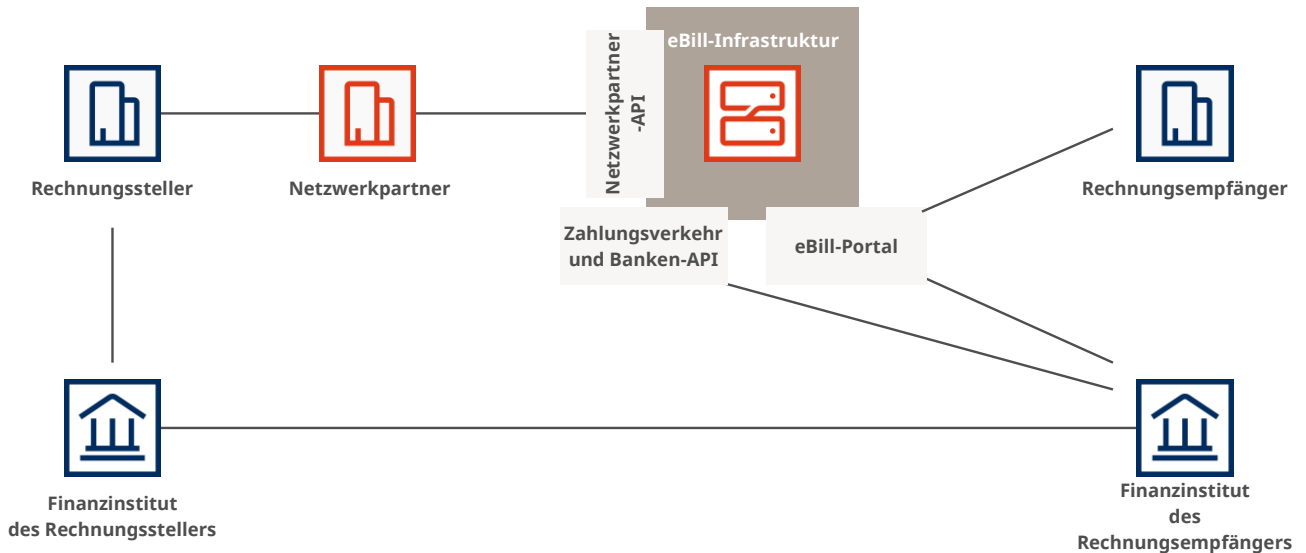 eBill-Infrastruktur
Netzwerkpartner
-API
Rechnungssteller
Netzwerkpartner
Rechnungsempfänger
Zahlungsverkehr
und Banken-API
eBill-Portal
Finanzinstitut
des Rechnungsstellers
Finanzinstitut
des
Rechnungsempfängers